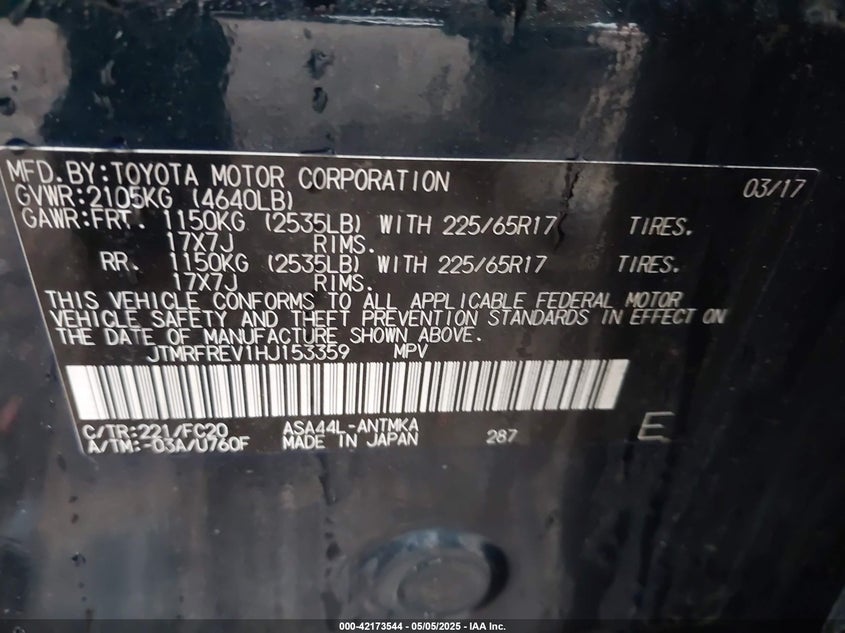 MFD.BY:TOYOTA MOTOR CORPORATION 03/17
GVWR:2105KG (4640LB)
GAWR:FRT. 1150KG (2535LB) WITH 225/65R17 TIRES.
17X7J RIMS.
RR. 1150KG (2535LB) WITH 225/65R17 TIRES.
17X7J RIMS.
THIS VEHICLE CONFORMS TO ALL APPLICABLE FEDERAL MOTOR
VEHICLE SAFETY AND THEFT PREVENTION STANDARDS IN EFFECT ON
THE DATE OF MANUFACTURE SHOWN ABOVE.
JTMRFREV1HJ153359 MPV
C/TR:221/FC20 ASA44L-ANTMKA
A/TM:-03A/U760F MADE IN JAPAN 287 E
000-42173544 - 05/05/2025 - IAA Inc.